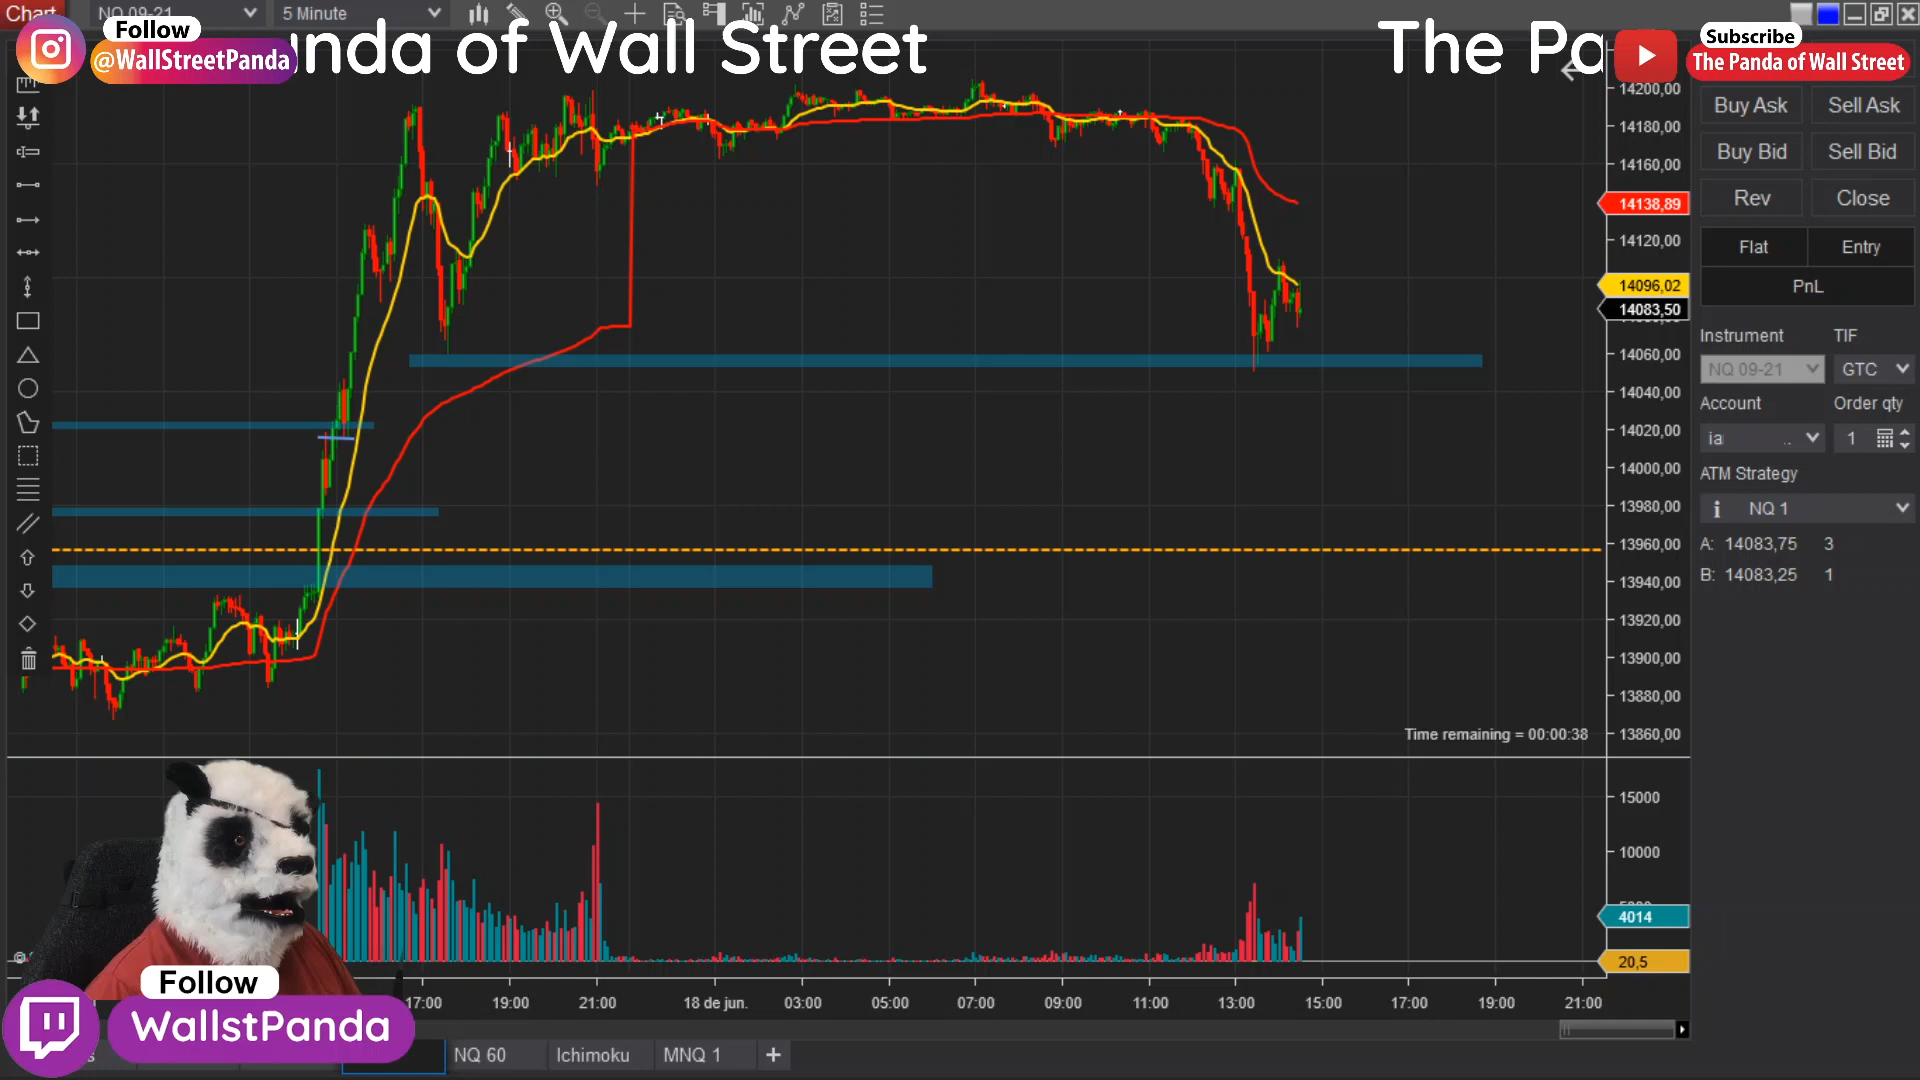 Chart
NQ 09-21
5 Minute
Follow
@WallStreetPanda
nda of Wall Street
The Pa
Subscribe
The Panda of Wall Street
14200,00
14180,00
14160,00
14138,89
14120,00
14096,02
14083,50
14060,00
14040,00
14020,00
14000,00
13980,00
13960,00
13940,00
13920,00
13900,00
13880,00
13860,00
Time remaining = 00:00:38
Buy Ask
Sell Ask
Buy Bid
Sell Bid
Rev
Close
Flat
Entry
PnL
Instrument
TIF
NQ 09-21
GTC
Account
Order qty
ia
..
1
ATM Strategy
NQ 1
A: 14083,75 3
B: 14083,25 1
15000
10000
4014
20,5
17:00
19:00
21:00
18 de jun.
03:00
05:00
07:00
09:00
11:00
13:00
15:00
17:00
19:00
21:00
Follow
WallstPanda
NQ 60
Ichimoku
MNQ 1
+